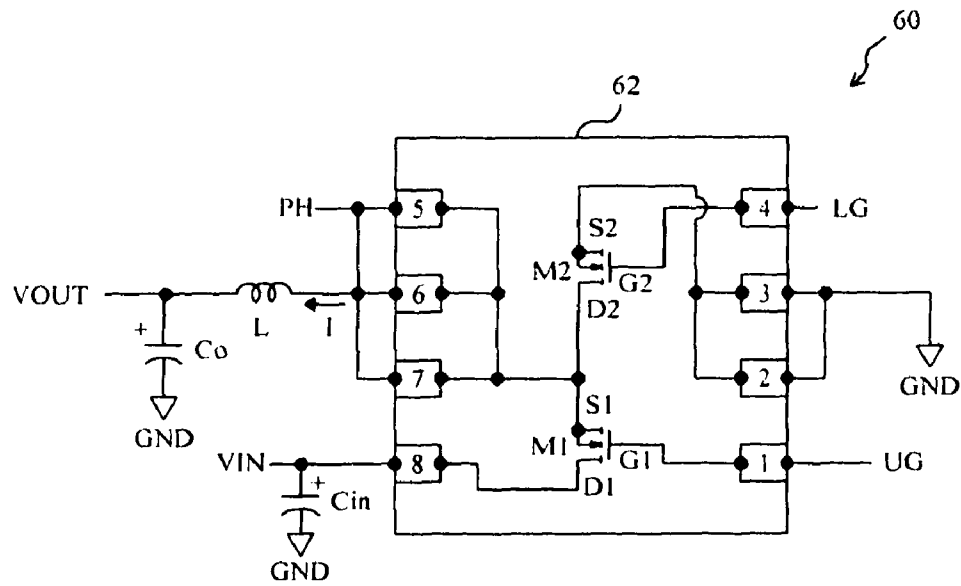 60
62
PH
5
4
LG
S2
M2
G2
D2
VOUT
6
3
L
I
+
Co
7
2
GND
GND
S1
M1
G1
D1
VIN
8
1
UG
+
Cin
GND